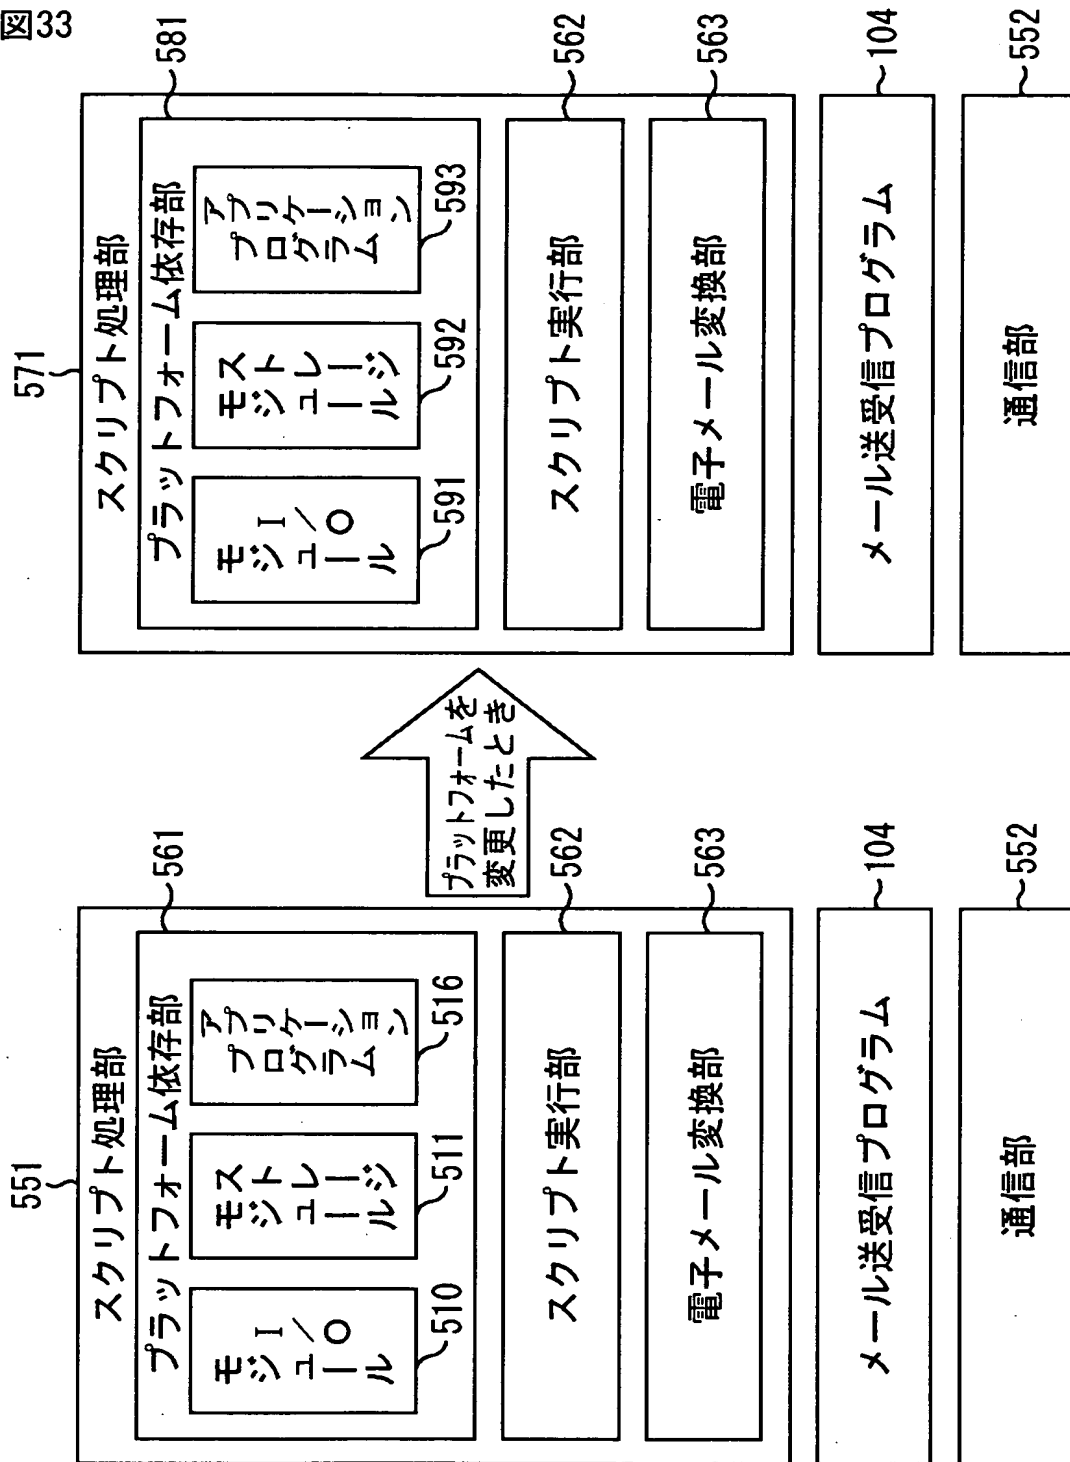 図33
551
スクリプト処理部
561
プラットフォーム依存部
I/O
モジュール
510
ストレージ
モジュール
511
アプリケーション
プログラム
516
スクリプト実行部
562
電子メール変換部
563
メール送受信プログラム
104
通信部
552
プラットフォームを
変更したとき
571
スクリプト処理部
581
プラットフォーム依存部
I/O
モジュール
591
ストレージ
モジュール
592
アプリケーション
プログラム
593
スクリプト実行部
562
電子メール変換部
563
メール送受信プログラム
104
通信部
552